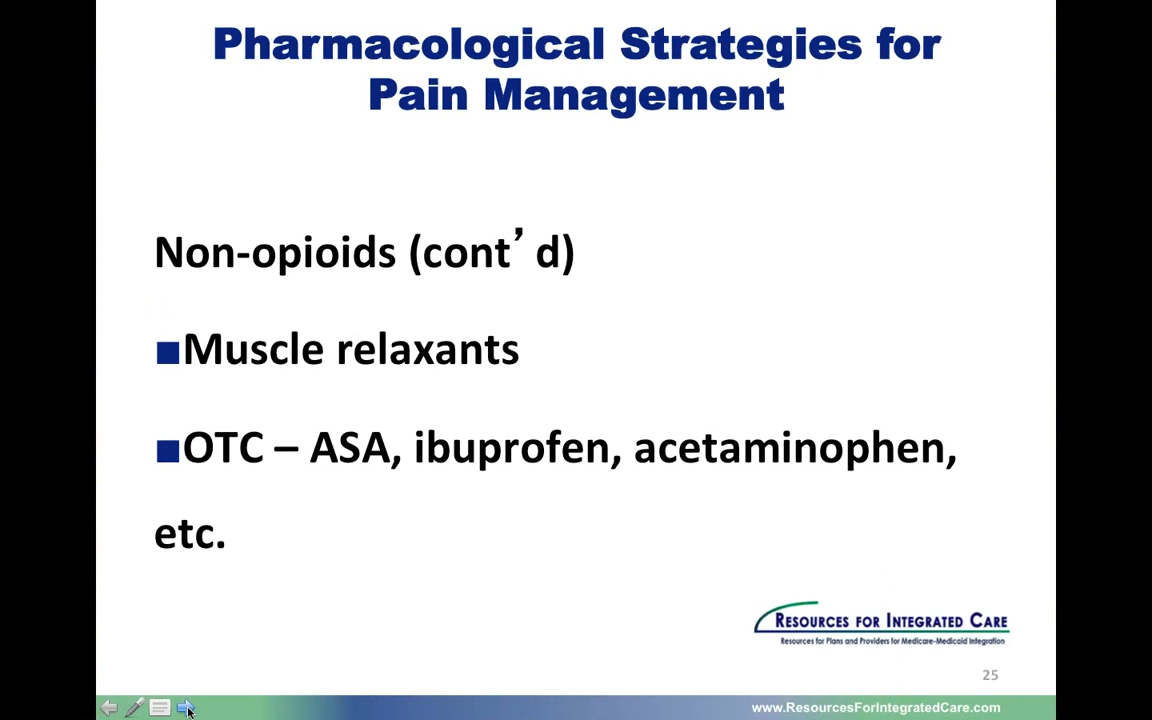 Pharmacological Strategies for
Pain Management
Non-opioids (cont’ d)
■Muscle relaxants
■OTC – ASA, ibuprofen, acetaminophen,
etc.
RESOURCES FOR INTEGRATED CARE
Resources for Plans and Providers for Medicare-Medicaid Integration
25
www.ResourcesForIntegratedCare.com